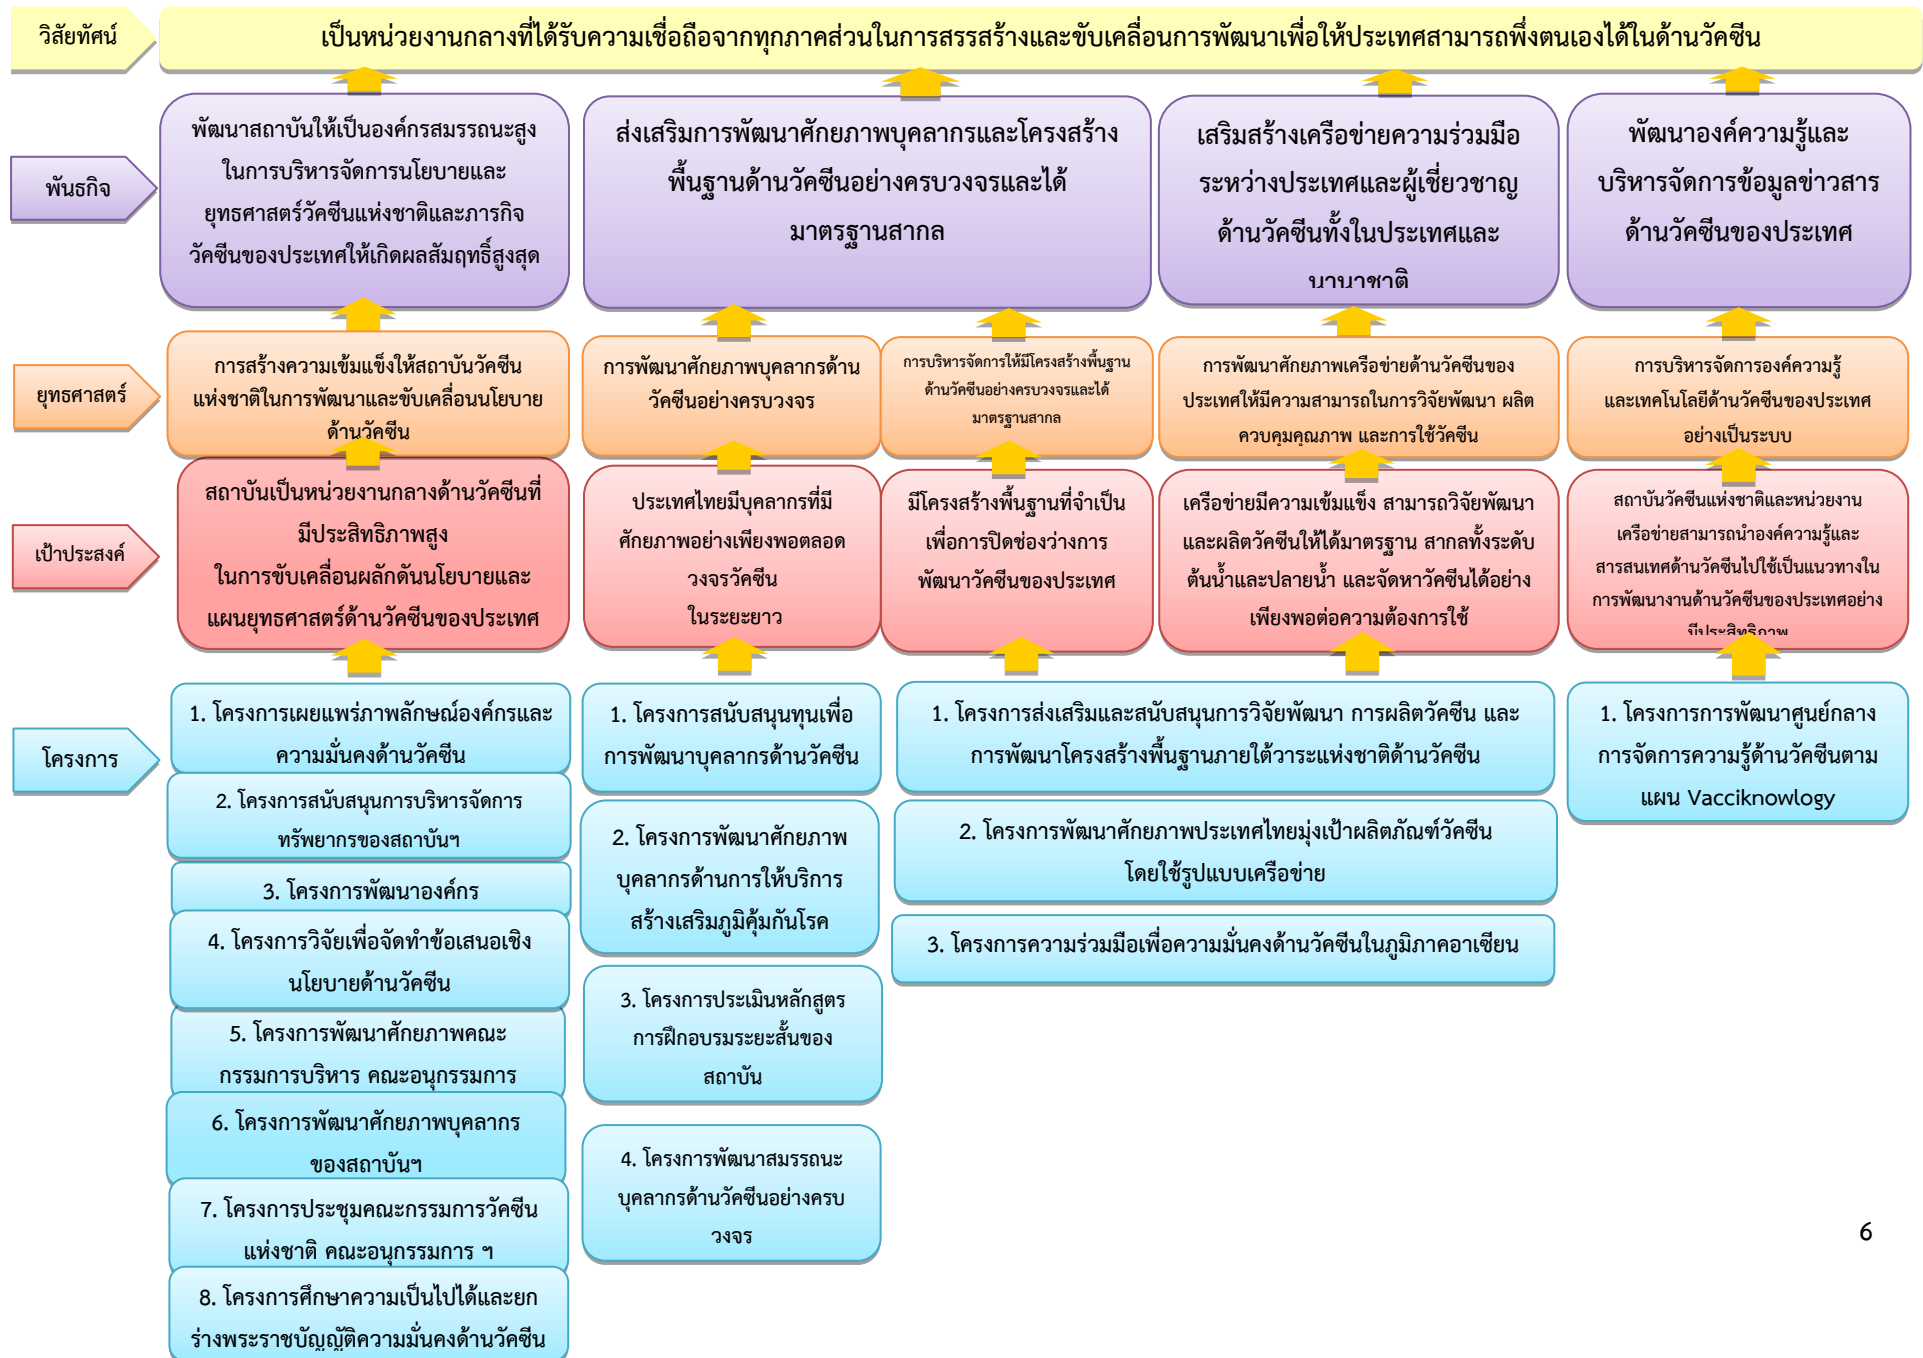 วิสัยทัศน์
เป็นหน่วยงานกลางที่ได้รับความเชื่อถือจากทุกภาคส่วนในการสรรสร้างและขับเคลื่อนการพัฒนาเพื่อให้ประเทศสามารถพึ่งตนเองได้ในด้านวัคซีน
พันธกิจ
พัฒนาสถาบันให้เป็นองค์กรสมรรถนะสูง
ในการบริหารจัดการนโยบายและ
ยุทธศาสตร์วัคซีนแห่งชาติและภารกิจ
วัคซีนของประเทศให้เกิดผลสัมฤทธิ์สูงสุด
ส่งเสริมการพัฒนาศักยภาพบุคลากรและโครงสร้าง
พื้นฐานด้านวัคซีนอย่างครบวงจรและได้
มาตรฐานสากล
เสริมสร้างเครือข่ายความร่วมมือ
ระหว่างประเทศและผู้เชี่ยวชาญ
ด้านวัคซีนทั้งในประเทศและ
นานาชาติ
พัฒนาองค์ความรู้และ
บริหารจัดการข้อมูลข่าวสาร
ด้านวัคซีนของประเทศ
ยุทธศาสตร์
การสร้างความเข้มแข็งให้สถาบันวัคซีน
แห่งชาติในการพัฒนาและขับเคลื่อนนโยบาย
ด้านวัคซีน
การพัฒนาศักยภาพบุคลากรด้าน
วัคซีนอย่างครบวงจร
การบริหารจัดการให้มีโครงสร้างพื้นฐาน
ด้านวัคซีนอย่างครบวงจรและได้
มาตรฐานสากล
การพัฒนาศักยภาพเครือข่ายด้านวัคซีนของ
ประเทศให้มีความสามารถในการวิจัยพัฒนา ผลิต
ควบคุมคุณภาพ และการใช้วัคซีน
การบริหารจัดการองค์ความรู้
และเทคโนโลยีด้านวัคซีนของประเทศ
อย่างเป็นระบบ
เป้าประสงค์
สถาบันเป็นหน่วยงานกลางด้านวัคซีนที่
มีประสิทธิภาพสูง
ในการขับเคลื่อนผลักดันนโยบายและ
แผนยุทธศาสตร์ด้านวัคซีนของประเทศ
ประเทศไทยมีบุคลากรที่มี
ศักยภาพอย่างเพียงพอตลอด
วงจรวัคซีน
ในระยะยาว
มีโครงสร้างพื้นฐานที่จำเป็น
เพื่อการปิดช่องว่างการ
พัฒนาวัคซีนของประเทศ
เครือข่ายมีความเข้มแข็ง สามารถวิจัยพัฒนา
และผลิตวัคซีนให้ได้มาตรฐาน สากลทั้งระดับ
ต้นน้ำและปลายน้ำ และจัดหาวัคซีนได้อย่าง
เพียงพอต่อความต้องการใช้
สถาบันวัคซีนแห่งชาติและหน่วยงาน
เครือข่ายสามารถนำองค์ความรู้และ
สารสนเทศด้านวัคซีนไปใช้เป็นแนวทางใน
การพัฒนางานด้านวัคซีนของประเทศอย่าง
มีประสิทธิภาพ
โครงการ
1. โครงการเผยแพร่ภาพลักษณ์องค์กรและ
ความมั่นคงด้านวัคซีน
2. โครงการสนับสนุนการบริหารจัดการ
ทรัพยากรของสถาบันฯ
3. โครงการพัฒนาองค์กร
4. โครงการวิจัยเพื่อจัดทำข้อเสนอเชิง
นโยบายด้านวัคซีน
5. โครงการพัฒนาศักยภาพคณะ
กรรมการบริหาร คณะอนุกรรมการ
6. โครงการพัฒนาศักยภาพบุคลากร
ของสถาบันฯ
7. โครงการประชุมคณะกรรมการวัคซีน
แห่งชาติ คณะอนุกรรมการ ฯ
8. โครงการศึกษาความเป็นไปได้และยก
ร่างพระราชบัญญัติความมั่นคงด้านวัคซีน
1. โครงการสนับสนุนทุนเพื่อ
การพัฒนาบุคลากรด้านวัคซีน
2. โครงการพัฒนาศักยภาพ
บุคลากรด้านการให้บริการ
สร้างเสริมภูมิคุ้มกันโรค
3. โครงการประเมินหลักสูตร
การฝึกอบรมระยะสั้นของ
สถาบัน
4. โครงการพัฒนาสมรรถนะ
บุคลากรด้านวัคซีนอย่างครบ
วงจร
1. โครงการส่งเสริมและสนับสนุนการวิจัยพัฒนา การผลิตวัคซีน และ
การพัฒนาโครงสร้างพื้นฐานภายใต้วาระแห่งชาติด้านวัคซีน
2. โครงการพัฒนาศักยภาพประเทศไทยมุ่งเป้าผลิตภัณฑ์วัคซีน
โดยใช้รูปแบบเครือข่าย
3. โครงการความร่วมมือเพื่อความมั่นคงด้านวัคซีนในภูมิภาคอาเซียน
1. โครงการการพัฒนาศูนย์กลาง
การจัดการความรู้ด้านวัคซีนตาม
แผน Vacciknowlogy
6